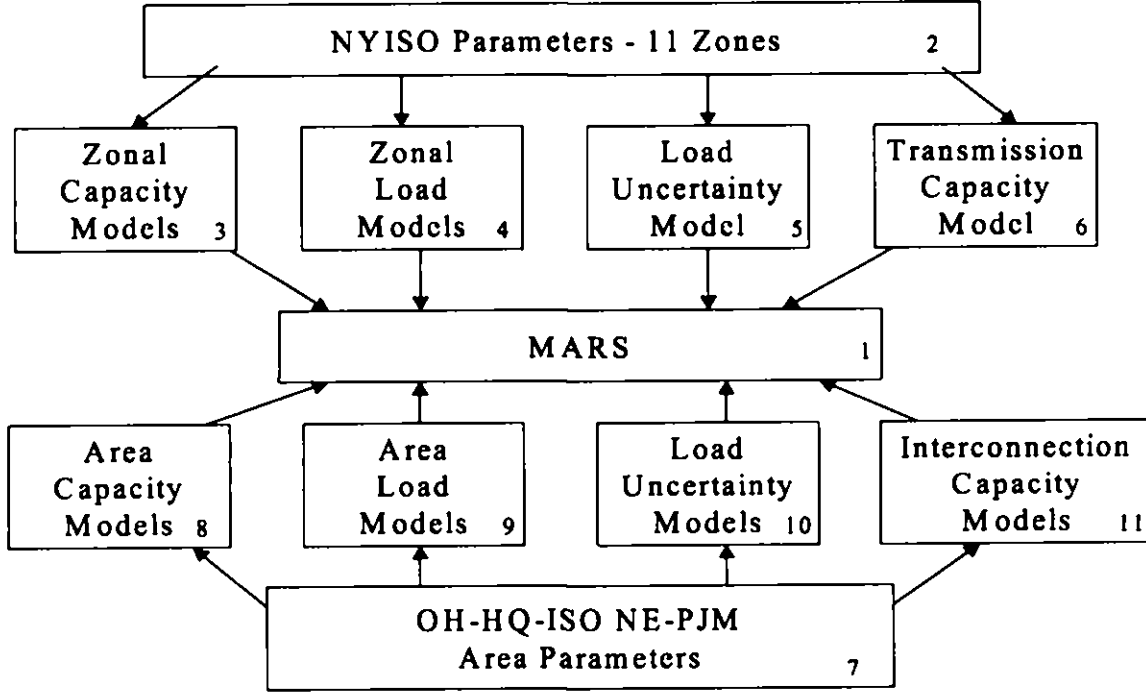 NYISO Parameters - 11 Zones 2
Zonal
Capacity
Models 3
Zonal
Load
Models 4
Load
Uncertainty
Model 5
Transmission
Capacity
Model 6
MARS 1
Area
Capacity
Models 8
Area
Load
Models 9
Load
Uncertainty
Models 10
Interconnection
Capacity
Models 11
OH-HQ-ISO NE-PJM
Area Parameters 7